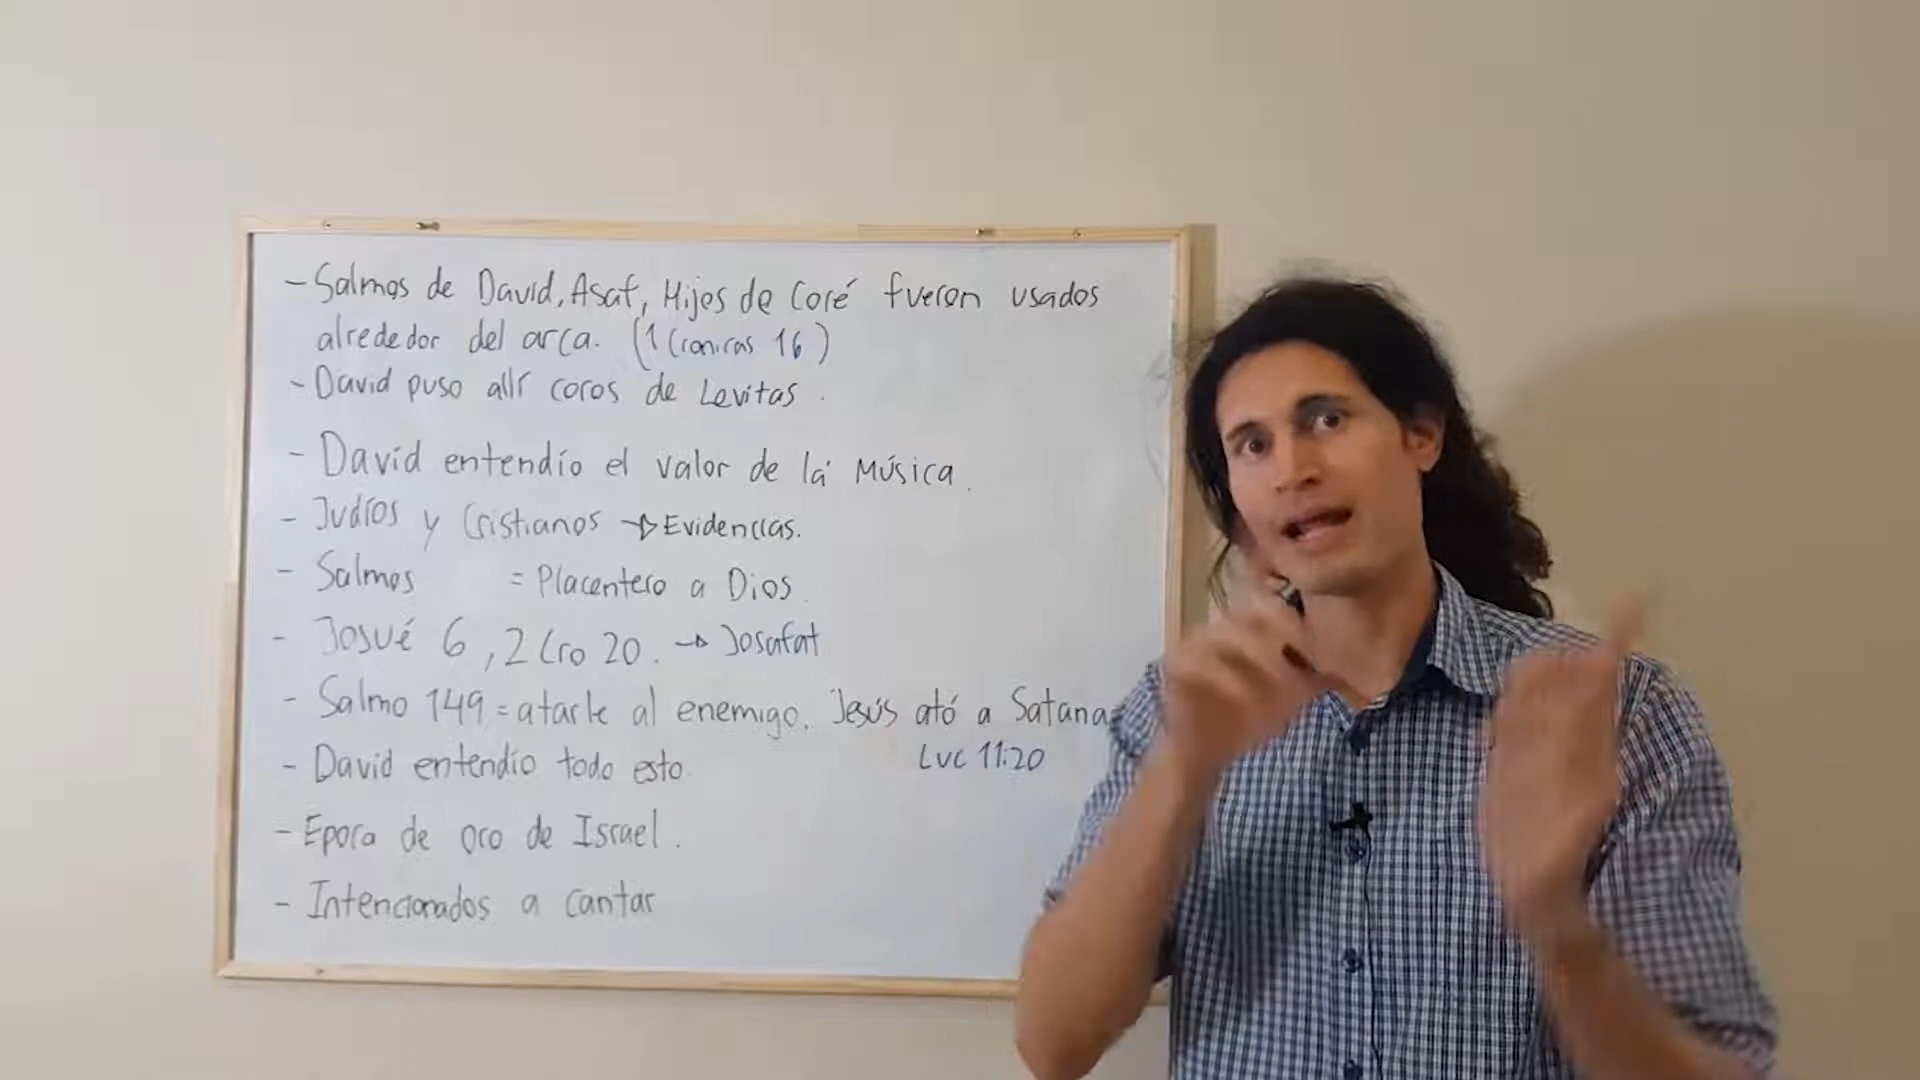 - Salmos de David, Asaf, Hijos de Coré fueron usados
alrededor del arca. (1 Cronicas 16)
- David puso allí coros de Levitas.
- David entendío el valor de la Música.
- Judíos y Cristianos → Evidencias.
- Salmos = Placentero a Dios.
- Josué 6, 2 Cro 20. → Josafat
- Salmo 149 = atarle al enemigo. Jesús ató a Satana
Luc 11:20
- David entendío todo esto.
- Epoca de oro de Israel.
- Intencionados a cantar